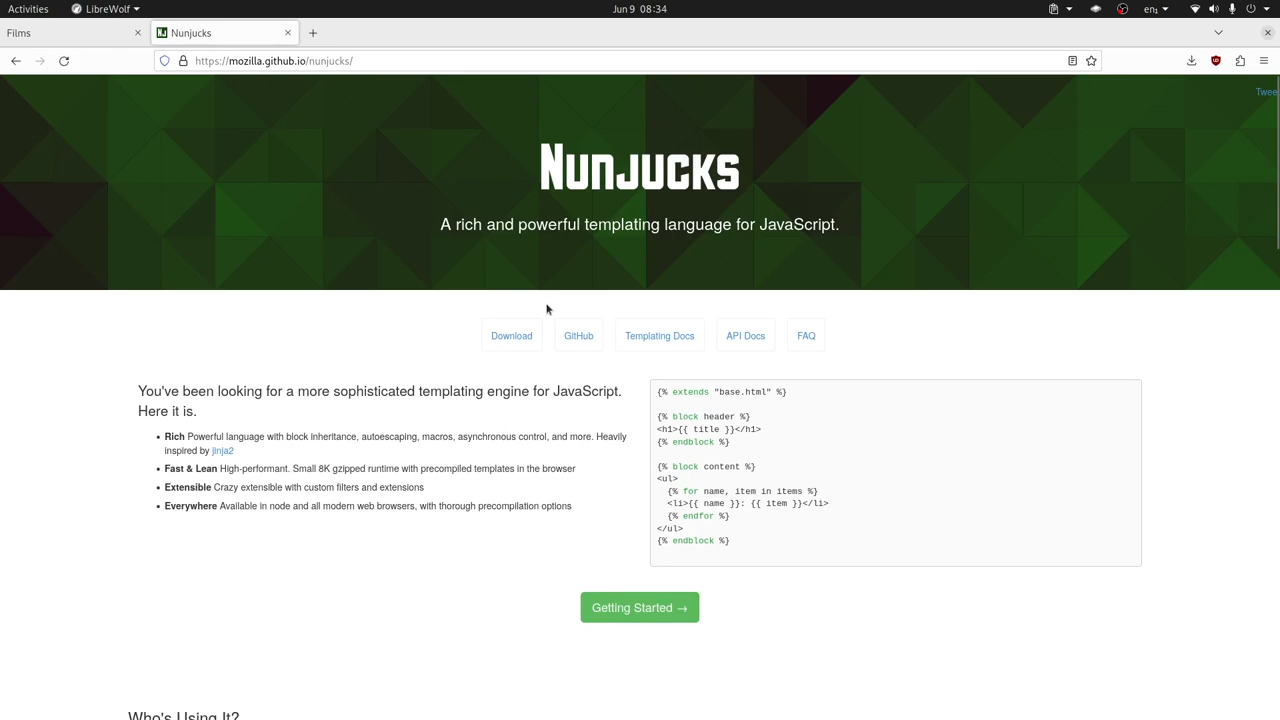 Activities LibreWolf Jun 9 08:34 en₁
Films Nunjucks
https://mozilla.github.io/nunjucks/
NUNJUCKS
A rich and powerful templating language for JavaScript.
Download GitHub Templating Docs API Docs FAQ
You've been looking for a more sophisticated templating engine for JavaScript.
Here it is.
• Rich Powerful language with block inheritance, autoescaping, macros, asynchronous control, and more. Heavily
inspired by jinja2
• Fast & Lean High-performant. Small 8K gzipped runtime with precompiled templates in the browser
• Extensible Crazy extensible with custom filters and extensions
• Everywhere Available in node and all modern web browsers, with thorough precompilation options
{% extends "base.html" %}
{% block header %}
<h1>{{ title }}</h1>
{% endblock %}
{% block content %}
<ul>
{% for name, item in items %}
<li>{{ name }}: {{ item }}</li>
{% endfor %}
</ul>
{% endblock %}
Getting Started →
Who's Using It?